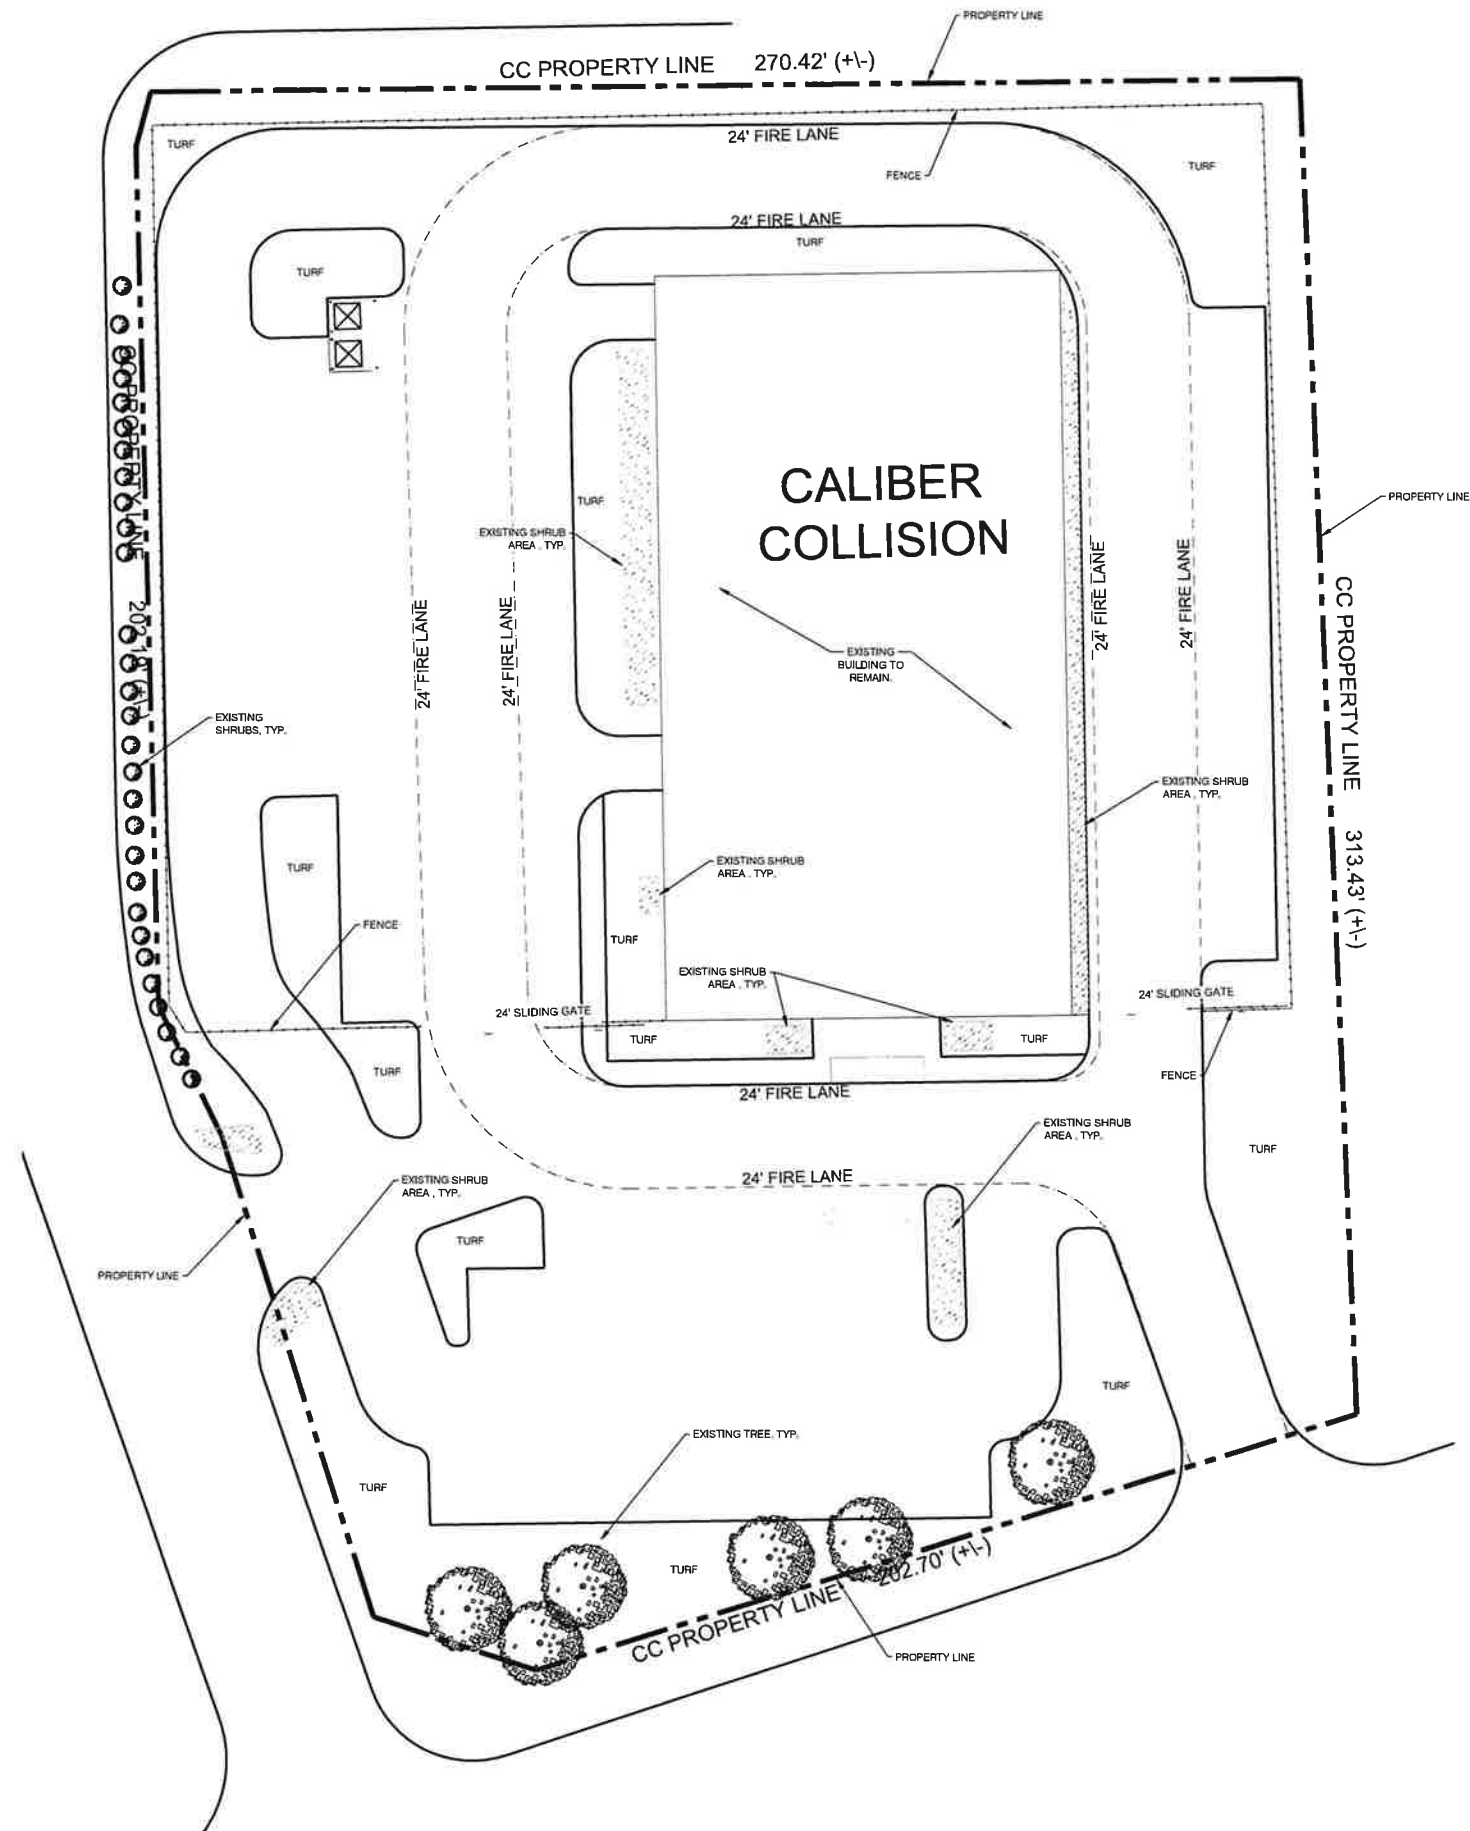 PROPERTY LINE
CC PROPERTY LINE 270.42' (+\-)
24' FIRE LANE
TURF
FENCE
TURF
24' FIRE LANE
TURF
TURF
CC PROPERTY LINE 202.19' (+\-)
CALIBER
COLLISION
TURF
EXISTING SHRUB
AREA , TYP.
PROPERTY LINE
24' FIRE LANE
24' FIRE LANE
24' FIRE LANE
24' FIRE LANE
CC PROPERTY LINE 313.43' (+\-)
EXISTING
BUILDING TO
REMAIN.
EXISTING
SHRUBS, TYP.
EXISTING SHRUB
AREA , TYP.
TURF
EXISTING SHRUB
AREA , TYP.
FENCE
TURF
EXISTING SHRUB
AREA , TYP.
24' SLIDING GATE
24' SLIDING GATE
TURF
TURF
TURF
FENCE
24' FIRE LANE
EXISTING SHRUB
AREA , TYP.
TURF
24' FIRE LANE
EXISTING SHRUB
AREA , TYP.
TURF
PROPERTY LINE
TURF
EXISTING TREE, TYP.
TURF
TURF
CC PROPERTY LINE 202.70' (+\-)
PROPERTY LINE